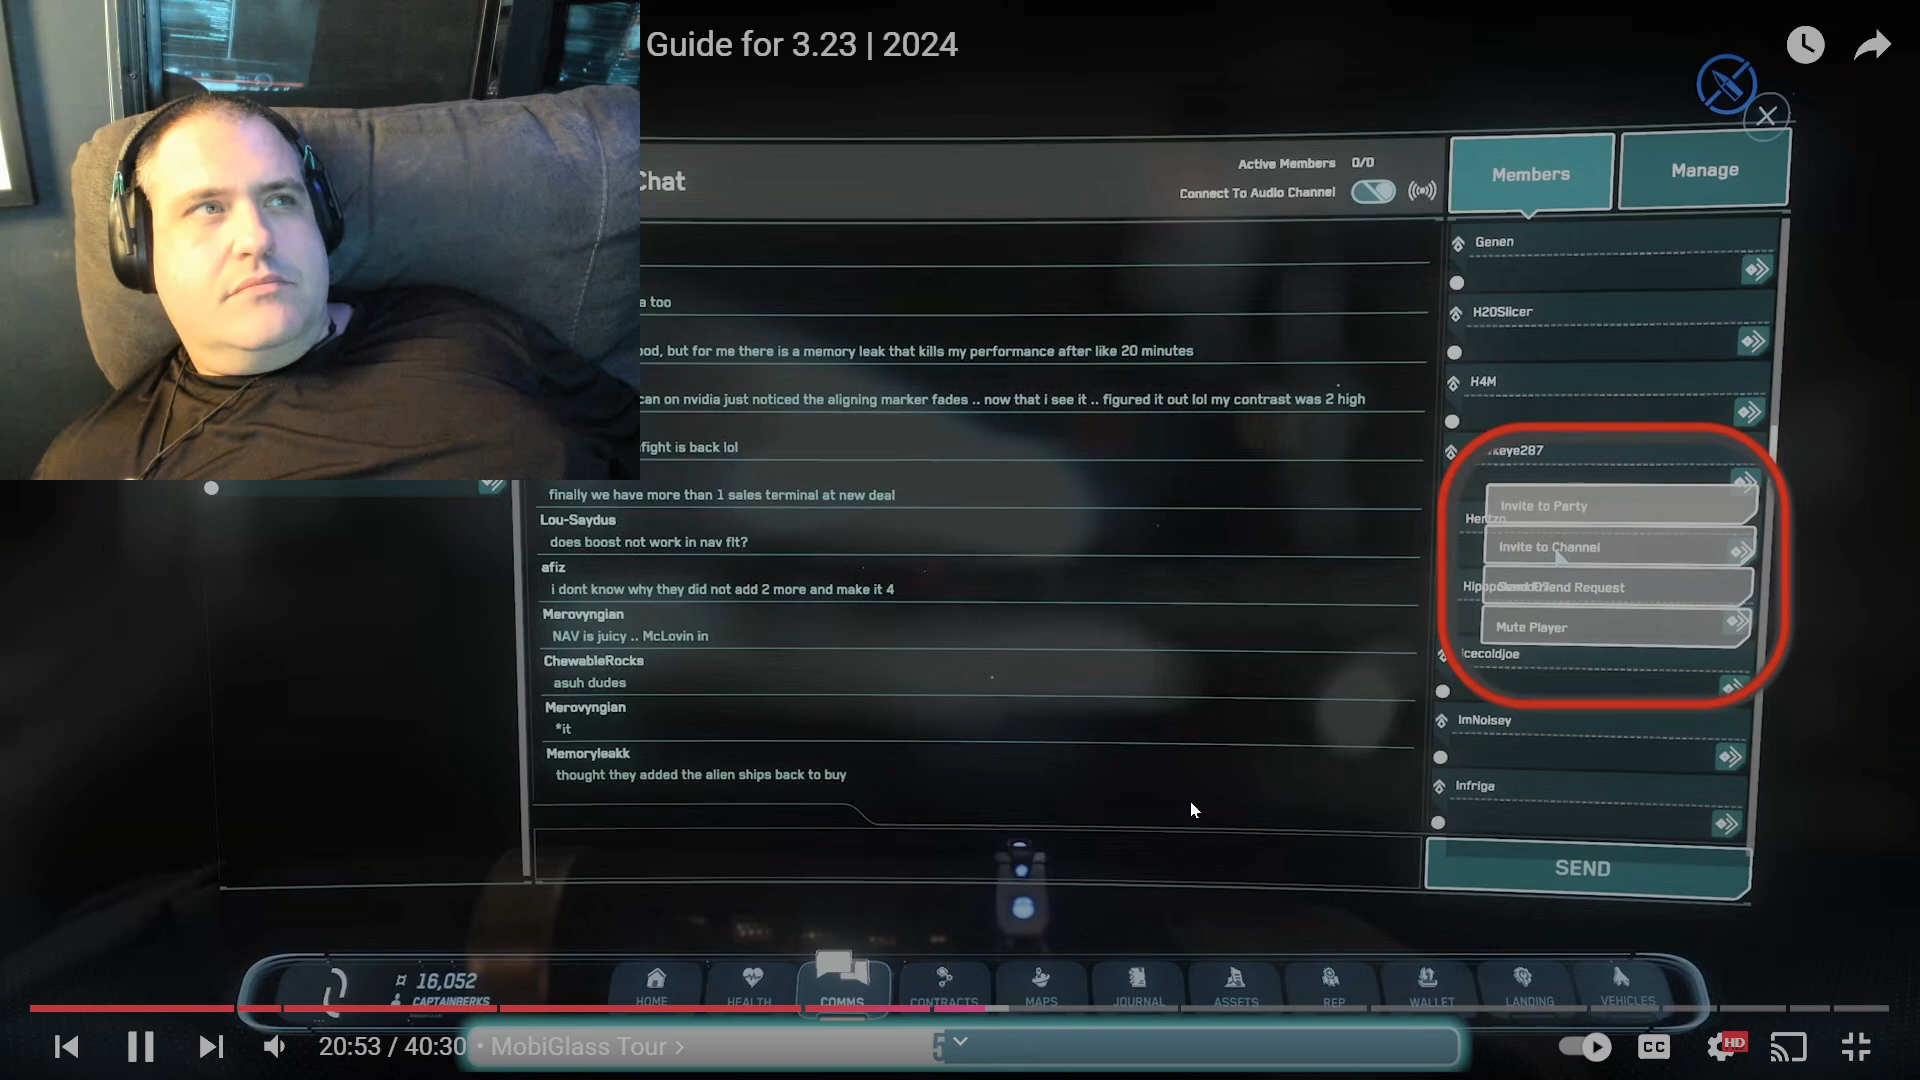 Guide for 3.23 | 2024
Chat
Active Members 0/0
Connect To Audio Channel
Members
Manage
a too
ood, but for me there is a memory leak that kills my performance after like 20 minutes
can on nvidia just noticed the aligning marker fades .. now that i see it .. figured it out lol my contrast was 2 high
fight is back lol
finally we have more than 1 sales terminal at new deal
Lou-Saydus
does boost not work in nav flt?
afiz
i dont know why they did not add 2 more and make it 4
Merovyngian
NAV is juicy .. McLovin in
ChewableRocks
asuh dudes
Merovyngian
*it
Memoryleakk
thought they added the alien ships back to buy
Genen
H20Slicer
H4M
keye287
Invite to Party
Invite to Channel
Friend Request
Mute Player
icecoldjoe
ImNoisey
Infriga
SEND
16,052
CAPTAINBERKS
HOME
HEALTH
COMMS
CONTRACTS
MAPS
JOURNAL
ASSETS
REP
WALLET
LANDING
VEHICLES
20:53 / 40:30 • MobiGlass Tour >
5
CC
HD